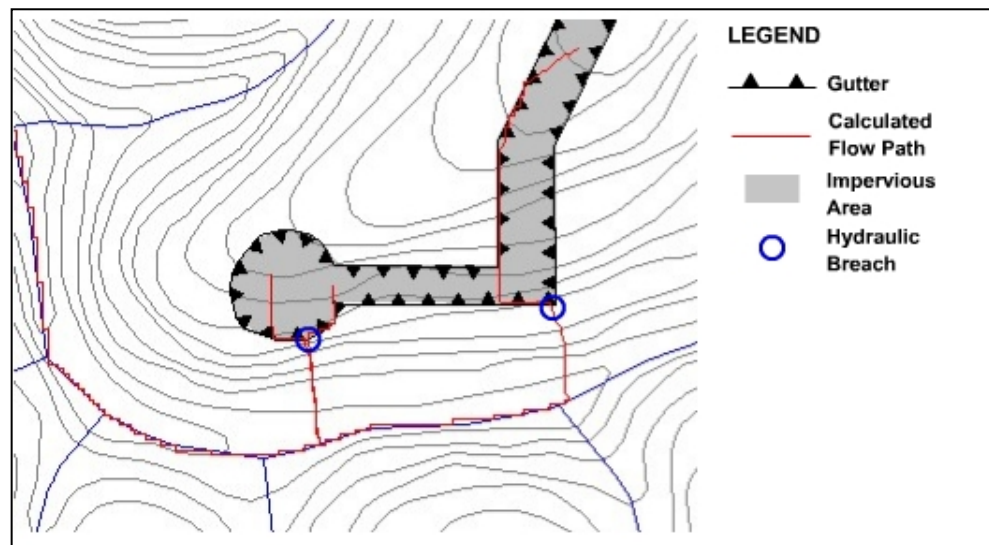 LEGEND
Gutter
Calculated
Flow Path
Impervious
Area
Hydraulic
Breach